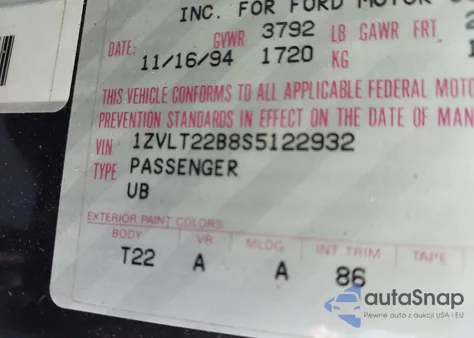 INC. FOR FORD MOTOR
DATE: GVWR 3792 LB GAWR FRT
11/16/94 1720 KG
THIS VEHICLE CONFORMS TO ALL APPLICABLE FEDERAL MOTO
PREVENTION STANDARDS IN EFFECT ON THE DATE OF MAN
VIN 1ZVLT22B8S5122932
TYPE PASSENGER
UB
EXTERIOR PAINT COLORS
BODY VR MLDG INT TRIM TAPE
T22 A A 86
autoSnap
Pewne auta z aukcji USA i EU